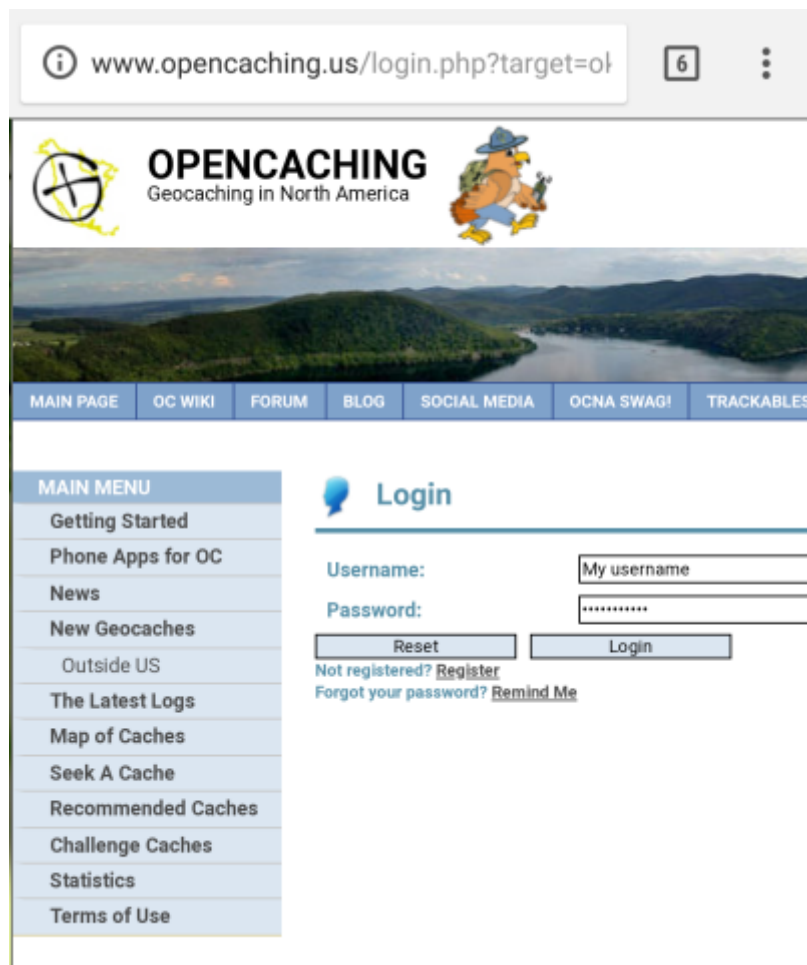 www.opencaching.us/login.php?target=ok
6
OPENCACHING
Geocaching in North America
MAIN PAGE OC WIKI FORUM BLOG SOCIAL MEDIA OCNA SWAG! TRACKABLES
MAIN MENU
Getting Started
Phone Apps for OC
News
New Geocaches
Outside US
The Latest Logs
Map of Caches
Seek A Cache
Recommended Caches
Challenge Caches
Statistics
Terms of Use
Login
Username: My username
Password: ···········
Reset Login
Not registered? Register
Forgot your password? Remind Me